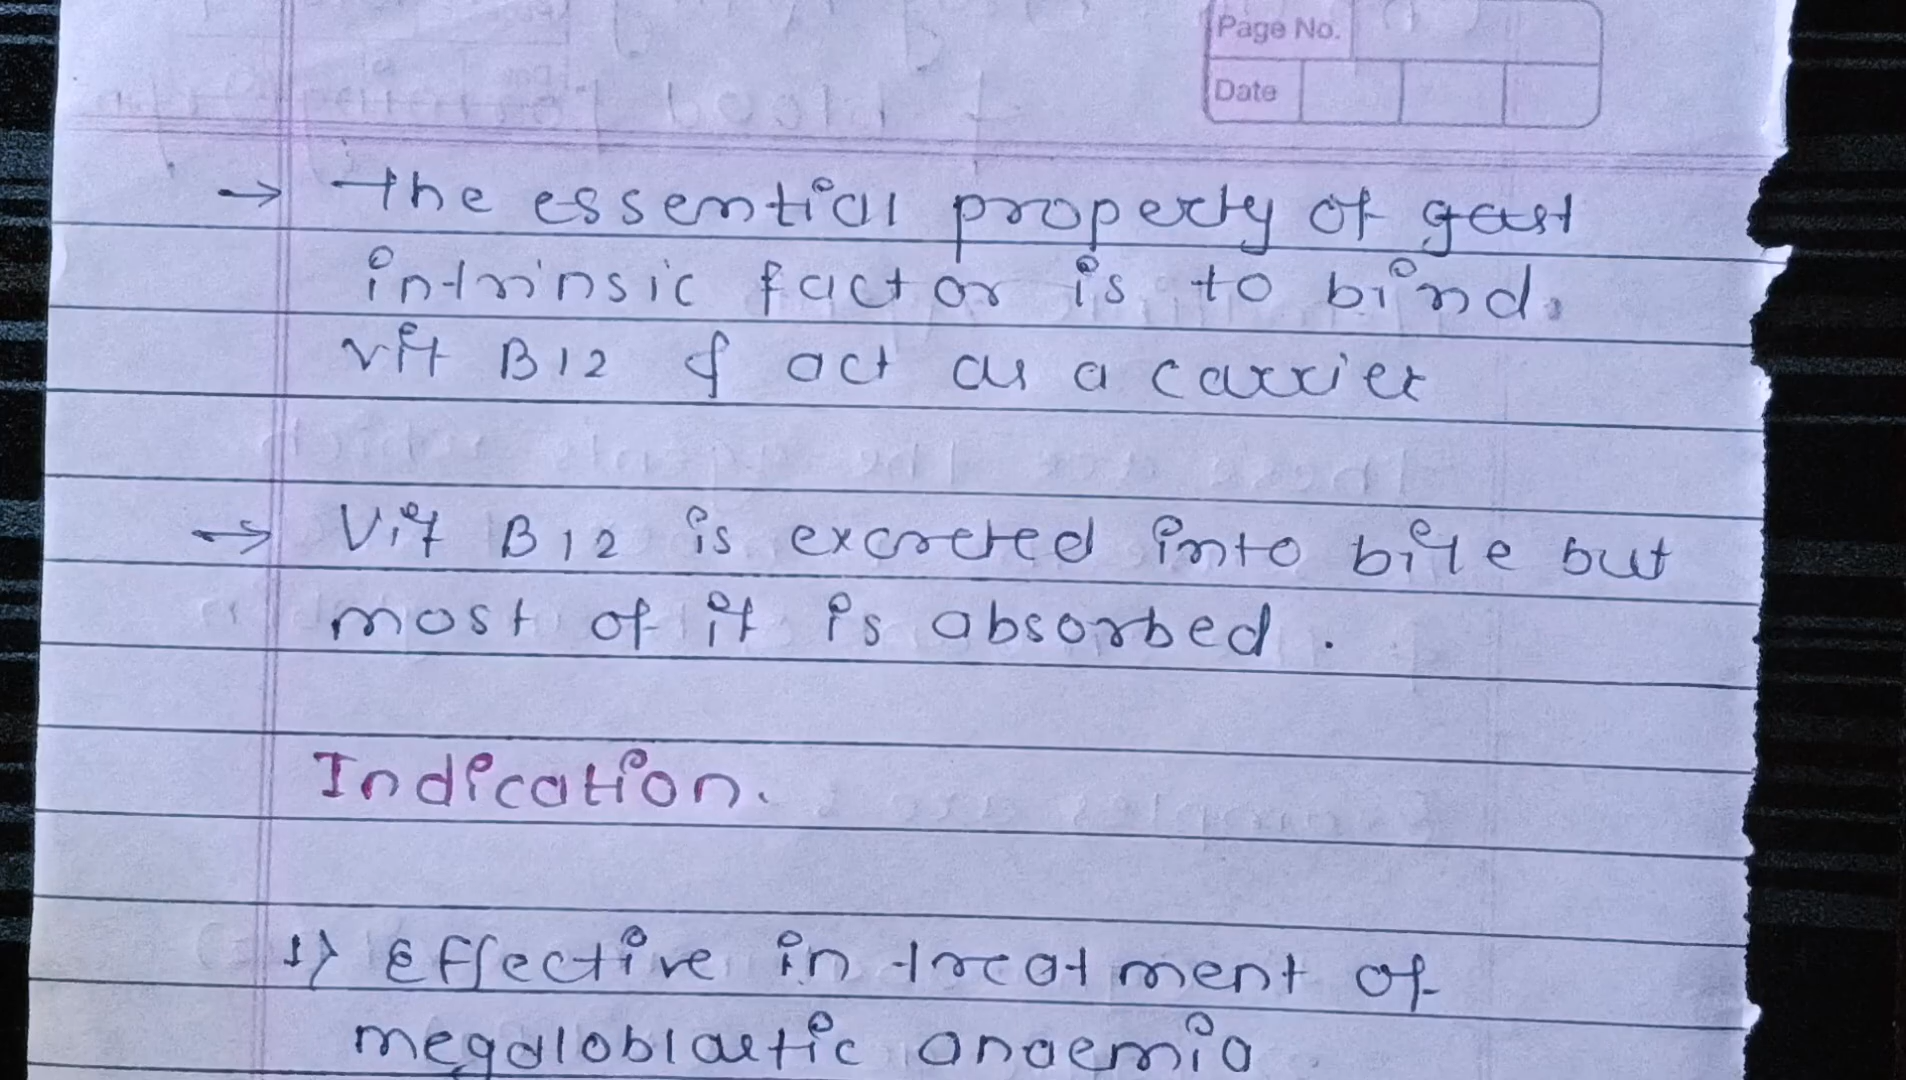 Page No.
Date
→ The essential property of gast
intrinsic factor is to bind.
vit B12 & act as a carrier
→ Vit B12 is excreted into bile but
most of it is absorbed .
Indication.
1) Effective in treatment of
megaloblastic anaemia